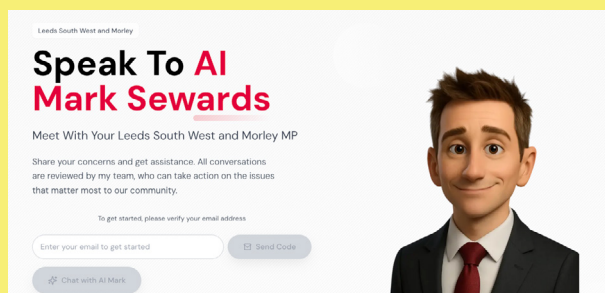 Leeds South West and Morley
Speak To AI
Mark Sewards
Meet With Your Leeds South West and Morley MP
Share your concerns and get assistance. All conversations
are reviewed by my team, who can take action on the issues
that matter most to our community.
To get started, please verify your email address
Enter your email to get started
Send Code
Chat with AI Mark